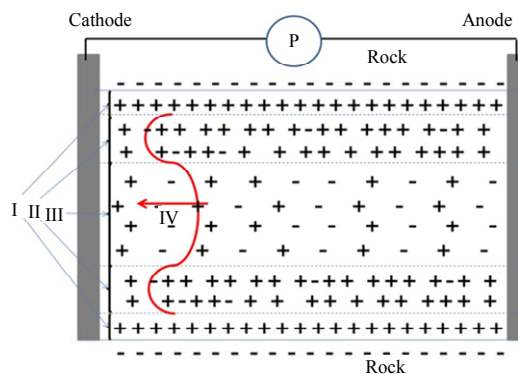 Cathode
Anode
P
Rock
I II III
IV
Rock